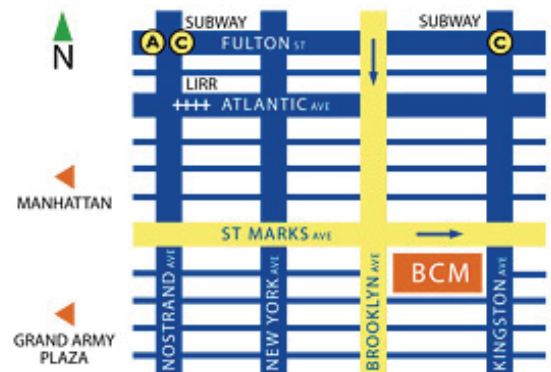 SUBWAY
SUBWAY
A
C
FULTON ST
C
N
LIRR
ATLANTIC AVE
MANHATTAN
ST MARKS AVE
BCM
NOSTRAND AVE
NEW YORK AVE
BROOKLYN AVE
KINGSTON AVE
GRAND ARMY
PLAZA